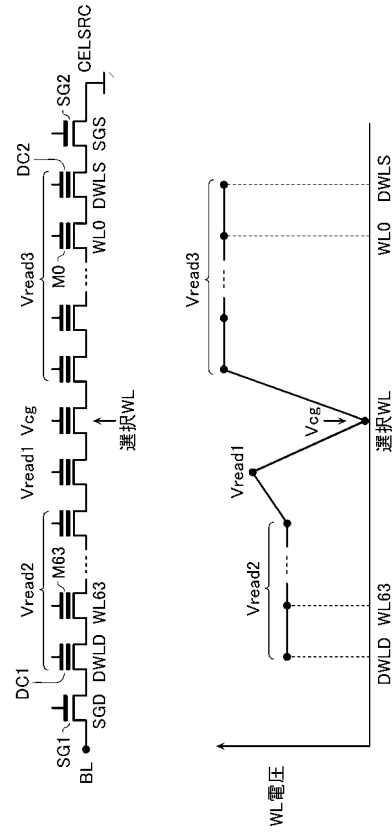 Vread2
Vread1
Vcg
Vread3
DC1
M63
M0
DC2
SG1
SG2
BL
SGD
DWLD
WL63
選択WL
WL0
DWLS
SGS
CELSRC
WL電圧
Vread2
Vread1
Vcg
Vread3
DWLD
WL63
選択WL
WL0
DWLS